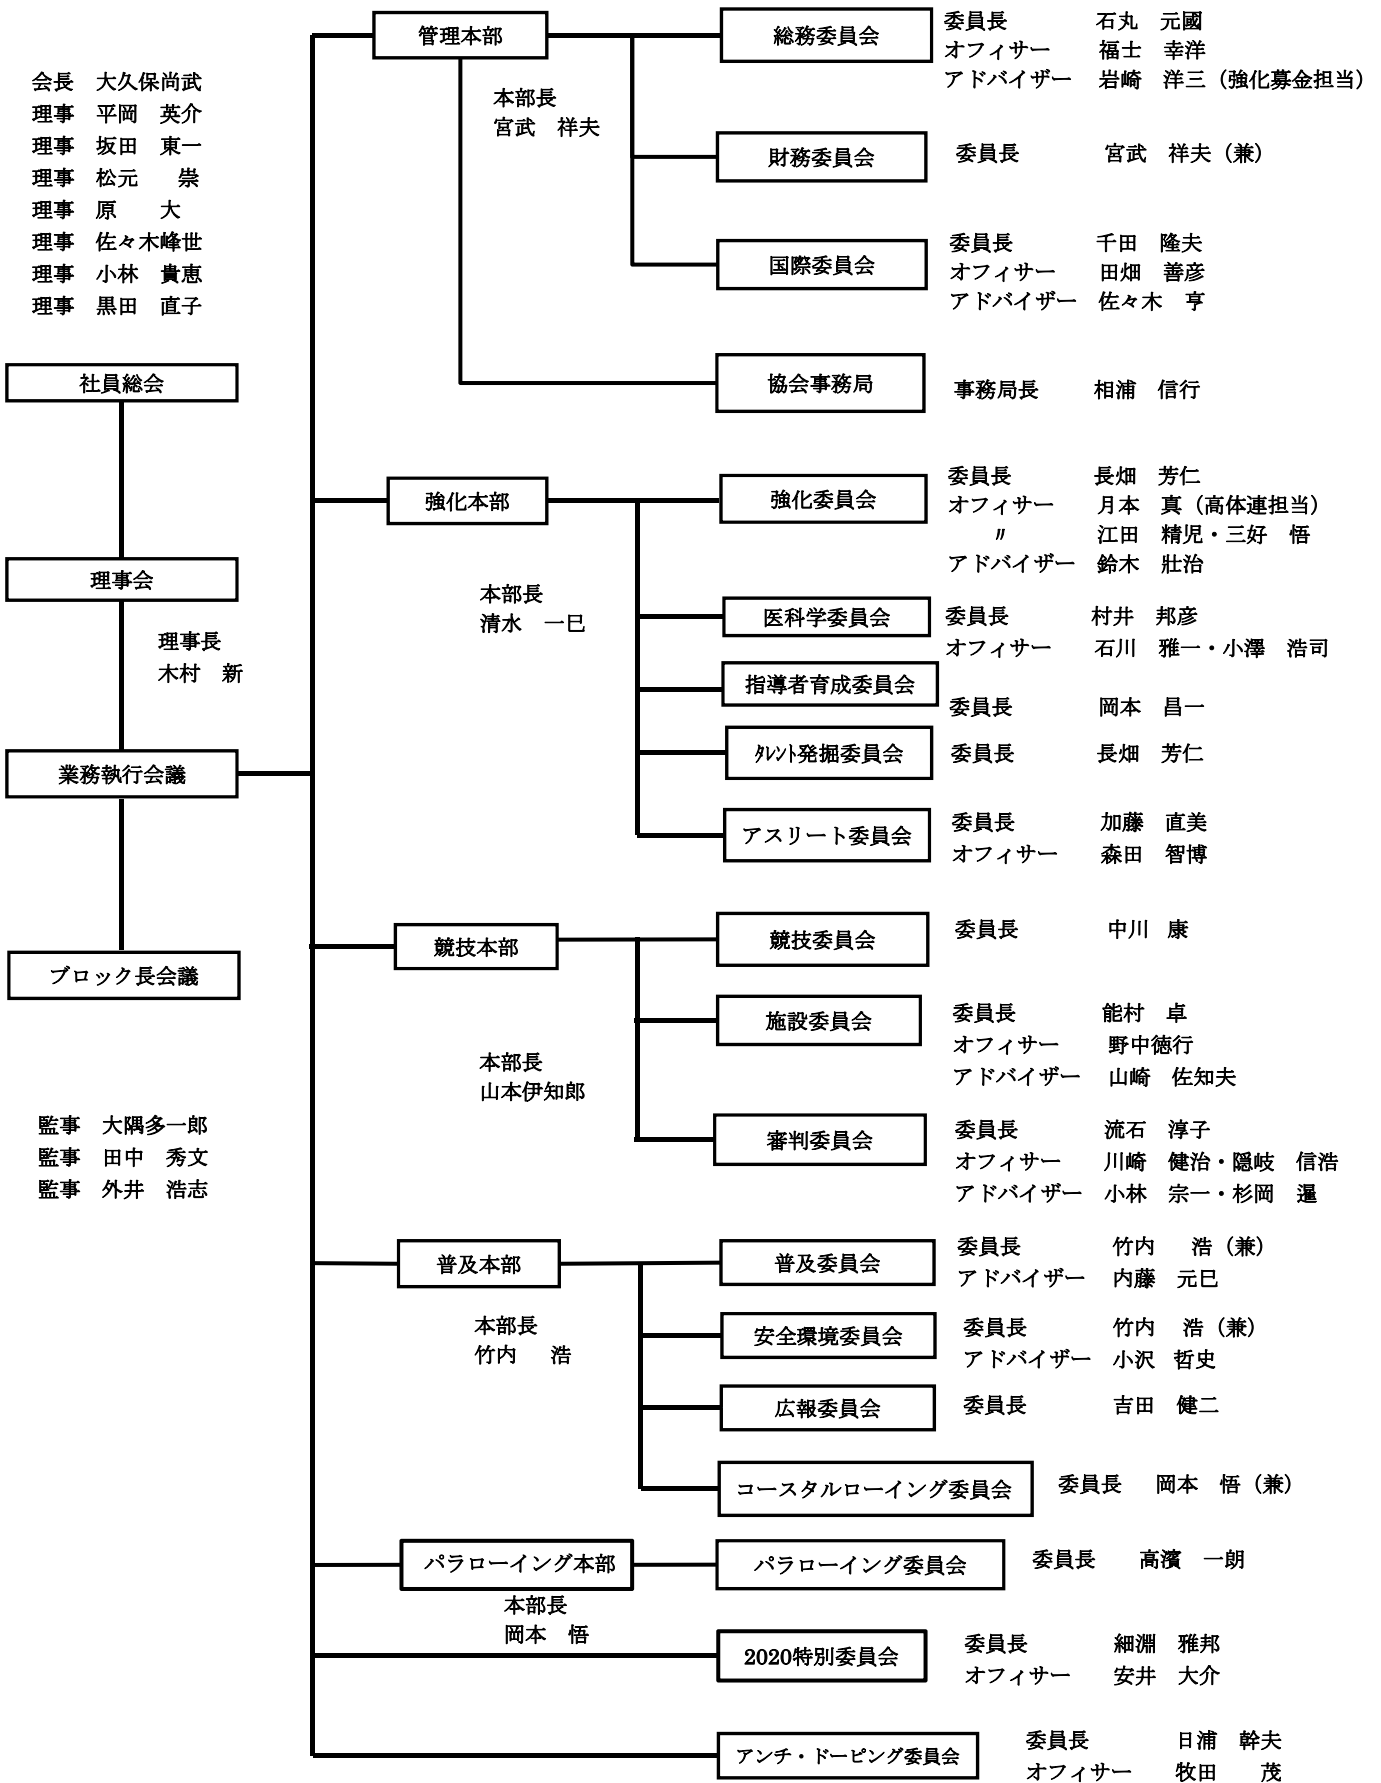 会長　大久保尚武
理事　平岡　英介
理事　坂田　東一
理事　松元　　崇
理事　原　　大
理事　佐々木峰世
理事　小林　貴恵
理事　黒田　直子
社員総会
理事会
理事長
木村　新
業務執行会議
ブロック長会議
監事　大隅多一郎
監事　田中　秀文
監事　外井　浩志
管理本部
本部長
宮武　祥夫
総務委員会
委員長　石丸　元國
オフィサー　福士　幸洋
アドバイザー　岩崎　洋三（強化募金担当）
財務委員会
委員長　宮武　祥夫（兼）
国際委員会
委員長　千田　隆夫
オフィサー　田畑　善彦
アドバイザー　佐々木　亨
協会事務局
事務局長　相浦　信行
強化本部
本部長
清水　一巳
強化委員会
委員長　長畑　芳仁
オフィサー　月本　真（高体連担当）
〃　江田　精児・三好　悟
アドバイザー　鈴木　壯治
医科学委員会
委員長　村井　邦彦
オフィサー　石川　雅一・小澤　浩司
指導者育成委員会
委員長　岡本　昌一
ﾀﾚﾝﾄ発掘委員会
委員長　長畑　芳仁
アスリート委員会
委員長　加藤　直美
オフィサー　森田　智博
競技本部
本部長
山本伊知郎
競技委員会
委員長　中川　康
施設委員会
委員長　能村　卓
オフィサー　野中徳行
アドバイザー　山崎　佐知夫
審判委員会
委員長　流石　淳子
オフィサー　川崎　健治・隠岐　信浩
アドバイザー　小林　宗一・杉岡　暹
普及本部
本部長
竹内　浩
普及委員会
委員長　竹内　浩（兼）
アドバイザー　内藤　元巳
安全環境委員会
委員長　竹内　浩（兼）
アドバイザー　小沢　哲史
広報委員会
委員長　吉田　健二
コースタルローイング委員会
委員長　岡本　悟（兼）
パラローイング本部
本部長
岡本　悟
パラローイング委員会
委員長　高濱　一朗
2020特別委員会
委員長　細淵　雅邦
オフィサー　安井　大介
アンチ・ドーピング委員会
委員長　日浦　幹夫
オフィサー　牧田　茂